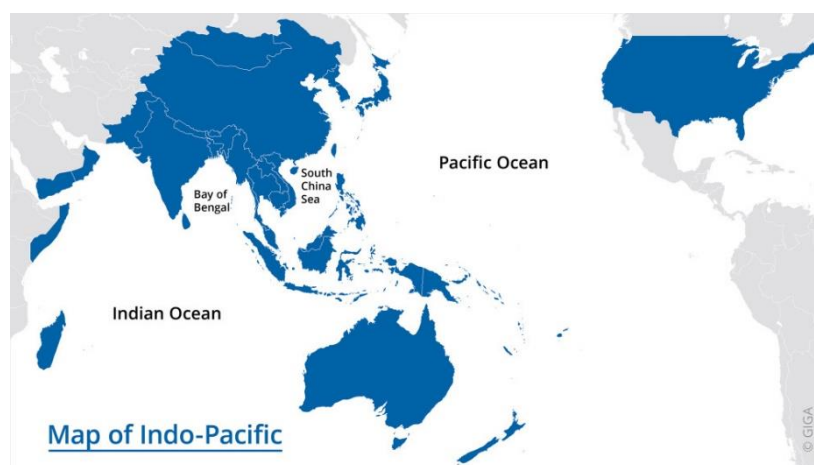 Pacific Ocean
South
China
Sea
Bay of
Bengal
Indian Ocean
Map of Indo-Pacific
© GIGA